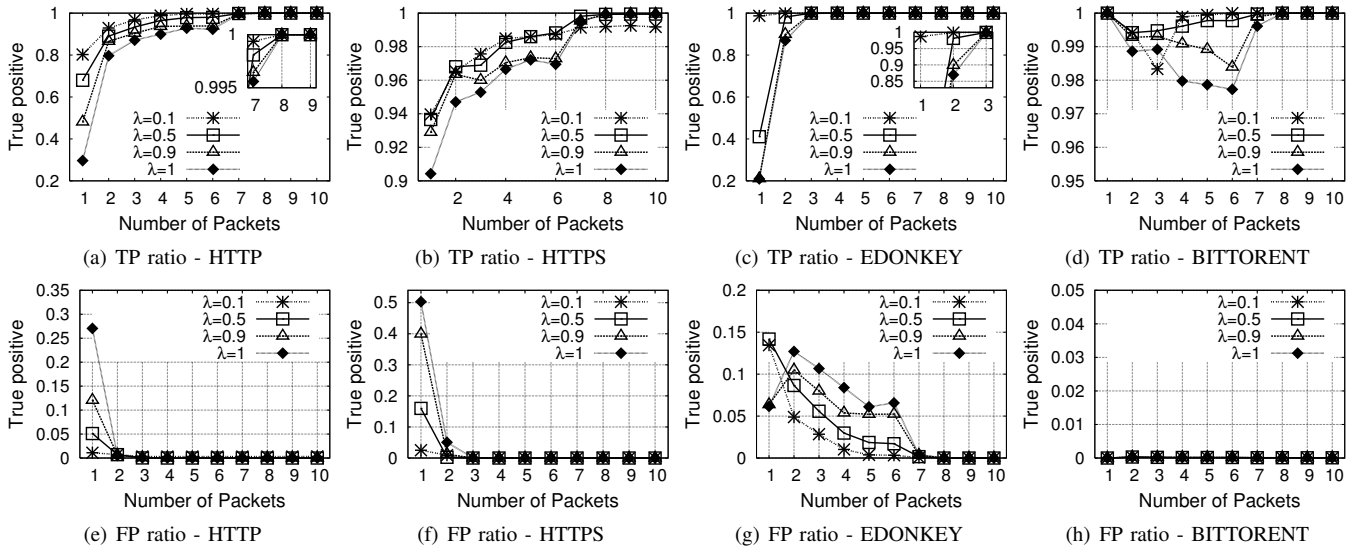 True positive
1
0.8
0.6
0.4
0.2
λ=0.1
λ=0.5
λ=0.9
λ=1
1
0.995
7 8 9
1 2 3 4 5 6 7 8 9 10
Number of Packets
(a) TP ratio - HTTP
True positive
1
0.98
0.96
0.94
0.92
0.9
λ=0.1
λ=0.5
λ=0.9
λ=1
1 2 3 4 5 6 7 8 9 10
Number of Packets
(b) TP ratio - HTTPS
True positive
1
0.8
0.6
0.4
0.2
1
0.95
0.9
0.85
1 2 3
λ=0.1
λ=0.5
λ=0.9
λ=1
1 2 3 4 5 6 7 8 9 10
Number of Packets
(c) TP ratio - EDONKEY
True positive
1
0.99
0.98
0.97
0.96
0.95
λ=0.1
λ=0.5
λ=0.9
λ=1
1 2 3 4 5 6 7 8 9 10
Number of Packets
(d) TP ratio - BITTORENT
True positive
0.35
0.3
0.25
0.2
0.15
0.1
0.05
0
λ=0.1
λ=0.5
λ=0.9
λ=1
1 2 3 4 5 6 7 8 9 10
Number of Packets
(e) FP ratio - HTTP
True positive
0.5
0.4
0.3
0.2
0.1
0
λ=0.1
λ=0.5
λ=0.9
λ=1
1 2 3 4 5 6 7 8 9 10
Number of Packets
(f) FP ratio - HTTPS
True positive
0.2
0.15
0.1
0.05
0
λ=0.1
λ=0.5
λ=0.9
λ=1
1 2 3 4 5 6 7 8 9 10
Number of Packets
(g) FP ratio - EDONKEY
True positive
0.05
0.04
0.03
0.02
0.01
0
λ=0.1
λ=0.5
λ=0.9
λ=1
1 2 3 4 5 6 7 8 9 10
Number of Packets
(h) FP ratio - BITTORENT